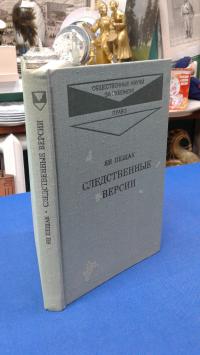 ОБЩЕСТВЕННЫЕ НАУКИ
ЗА РУБЕЖОМ
ПРАВО
ЯН ПЕЩАК
СЛЕДСТВЕННЫЕ
ВЕРСИИ
ЯН ПЕЩАК • СЛЕДСТВЕННЫЕ ВЕРСИИ